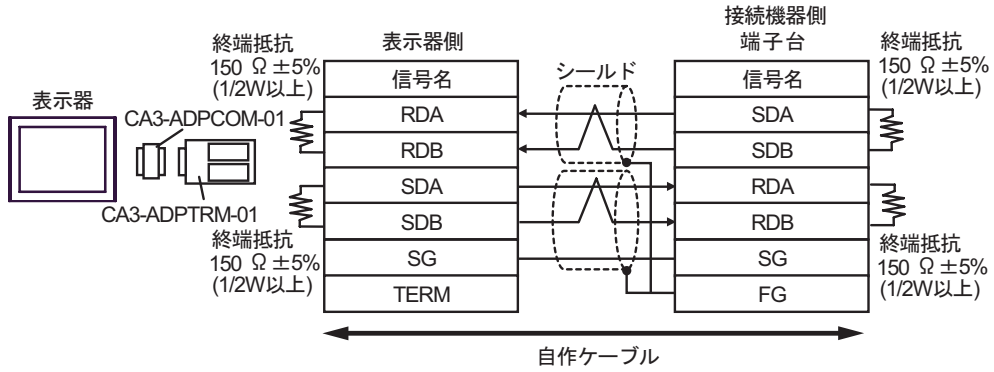 表示器
CA3-ADPCOM-01
CA3-ADPTRM-01
終端抵抗
150 Ω ±5%
(1/2W以上)
終端抵抗
150 Ω ±5%
(1/2W以上)
表示器側
信号名
RDA
RDB
SDA
SDB
SG
TERM
シールド
接続機器側
端子台
信号名
SDA
SDB
RDA
RDB
SG
FG
終端抵抗
150 Ω ±5%
(1/2W以上)
終端抵抗
150 Ω ±5%
(1/2W以上)
自作ケーブル